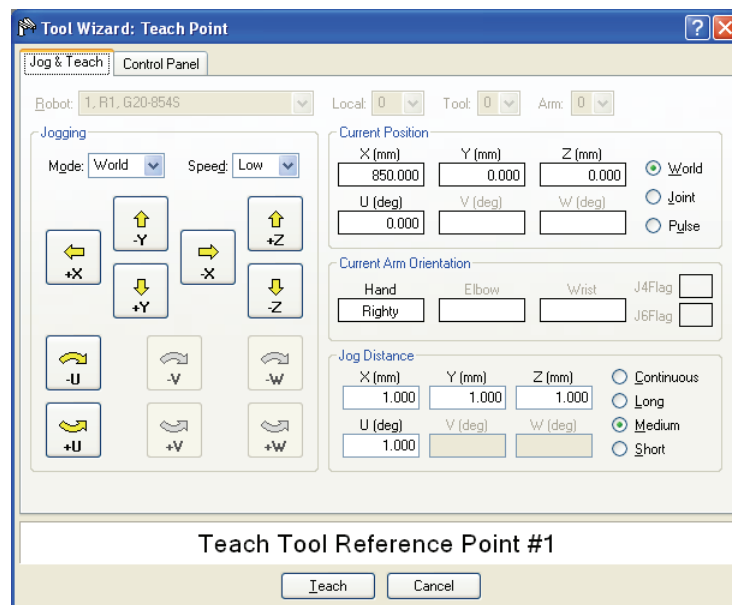 Tool Wizard: Teach Point
Jog & Teach Control Panel
Robot: 1, R1, G20-854S Local: 0 Tool: 0 Arm: 0
Jogging
Mode: World Speed: Low
-Y +Z
+X -X
+Y -Z
-U -V -W
+U +V +W
Current Position
X (mm) Y (mm) Z (mm)
850.000 0.000 0.000
World
U (deg) V (deg) W (deg)
Joint
0.000
Pulse
Current Arm Orientation
Hand Elbow Wrist J4Flag
Righty J6Flag
Jog Distance
X (mm) Y (mm) Z (mm) Continuous
1.000 1.000 1.000 Long
U (deg) V (deg) W (deg) Medium
1.000 Short
Teach Tool Reference Point #1
Teach Cancel